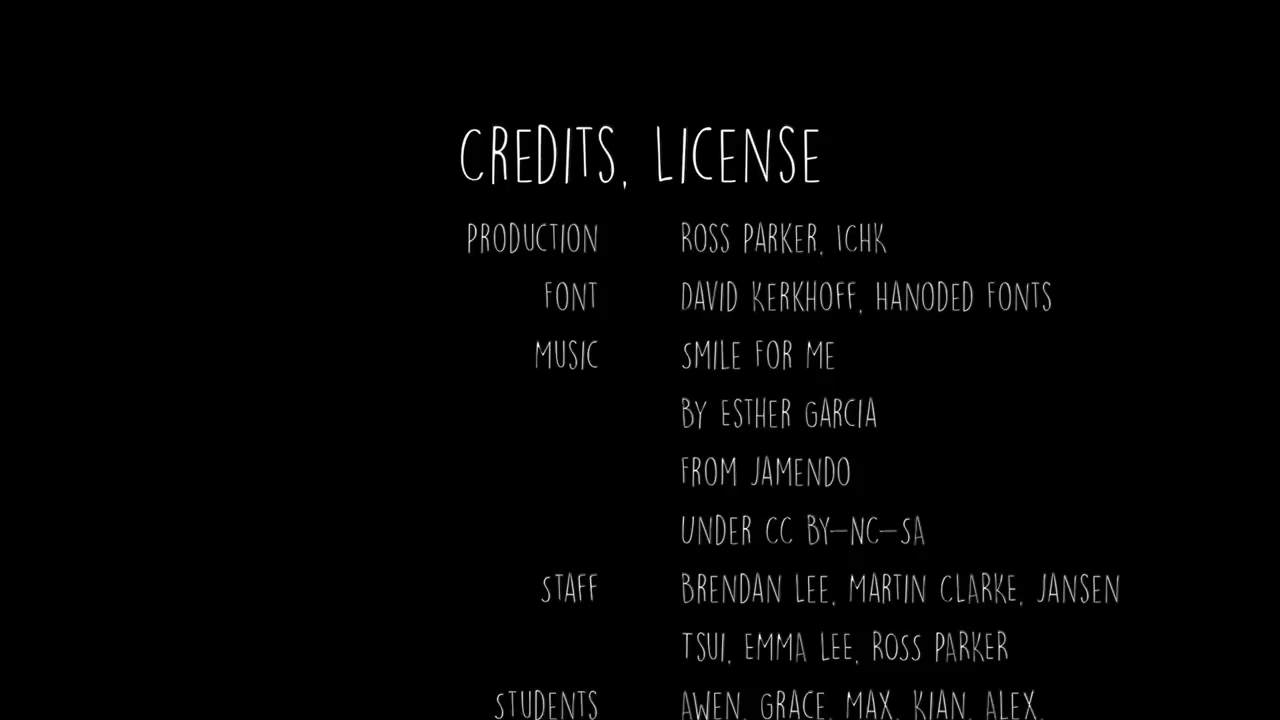 CREDITS, LICENSE
PRODUCTION ROSS PARKER, ICHK
FONT DAVID KERKHOFF, HANODED FONTS
MUSIC SMILE FOR ME
BY ESTHER GARCIA
FROM JAMENDO
UNDER CC BY-NC-SA
STAFF BRENDAN LEE, MARTIN CLARKE, JANSEN
TSUI, EMMA LEE, ROSS PARKER
STUDENTS AWEN, GRACE, MAX, KIAN, ALEX,